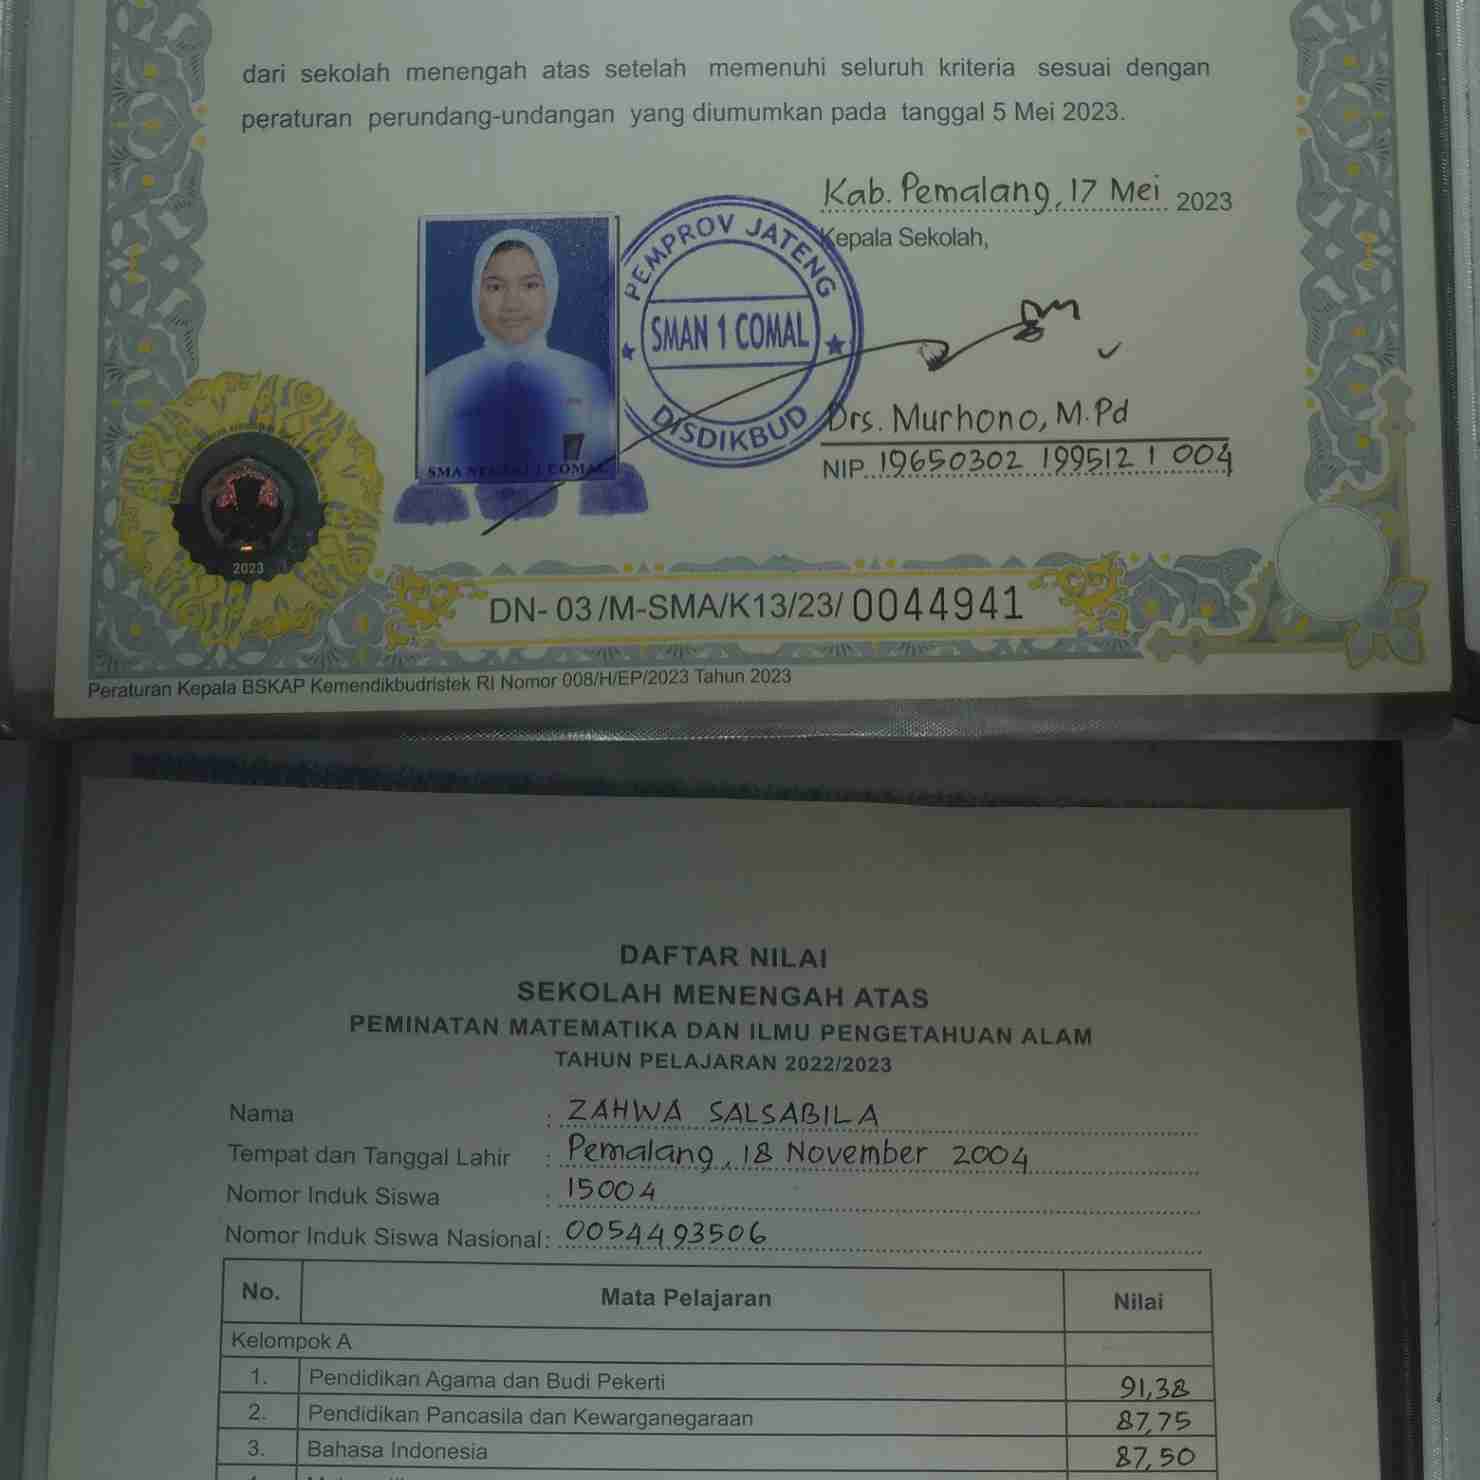 dari sekolah menengah atas setelah memenuhi seluruh kriteria sesuai dengan
peraturan perundang-undangan yang diumumkan pada tanggal 5 Mei 2023.
Kab. Pemalang, 17 Mei 2023
Kepala Sekolah,
PEMPROV JATENG
SMAN 1 COMAL
DISDIKBUD
Drs. Murhono, M.Pd
NIP. 19650302 199512 1 004
SMA NEGERI 1 COMAL
2023
DN- 03 /M-SMA/K13/23/ 0044941
Peraturan Kepala BSKAP Kemendikbudristek RI Nomor 008/H/EP/2023 Tahun 2023
DAFTAR NILAI
SEKOLAH MENENGAH ATAS
PEMINATAN MATEMATIKA DAN ILMU PENGETAHUAN ALAM
TAHUN PELAJARAN 2022/2023
Nama : ZAHWA SALSABILA
Tempat dan Tanggal Lahir : Pemalang, 18 November 2004
Nomor Induk Siswa : 15004
Nomor Induk Siswa Nasional: 0054493506
No. Mata Pelajaran Nilai
Kelompok A
1. Pendidikan Agama dan Budi Pekerti 91,38
2. Pendidikan Pancasila dan Kewarganegaraan 87,75
3. Bahasa Indonesia 87,50